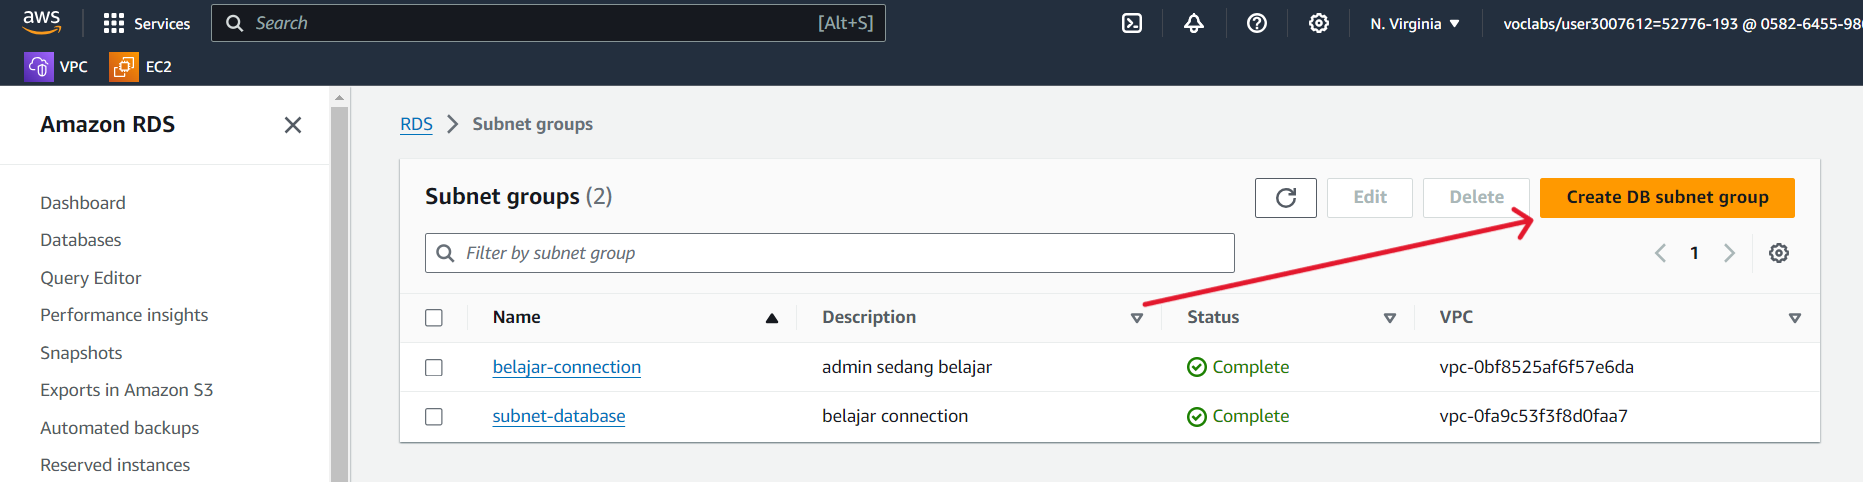 aws Services Search [Alt+S] N. Virginia voclabs/user3007612=52776-193 @ 0582-6455-98
VPC EC2
Amazon RDS
Dashboard
Databases
Query Editor
Performance insights
Snapshots
Exports in Amazon S3
Automated backups
Reserved instances
RDS Subnet groups
Subnet groups (2) Edit Delete Create DB subnet group
Filter by subnet group 1
Name Description Status VPC
belajar-connection admin sedang belajar Complete vpc-0bf8525af6f57e6da
subnet-database belajar connection Complete vpc-0fa9c53f3f8d0faa7